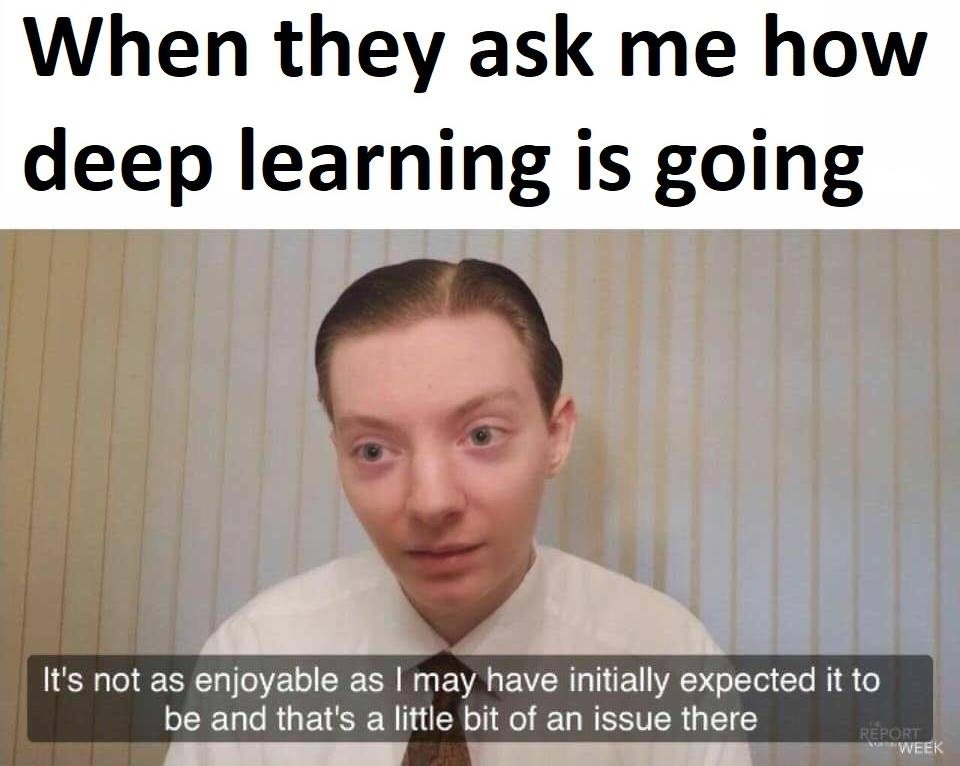 When they ask me how
deep learning is going
It's not as enjoyable as I may have initially expected it to
be and that's a little bit of an issue there
REPORT
WEEK